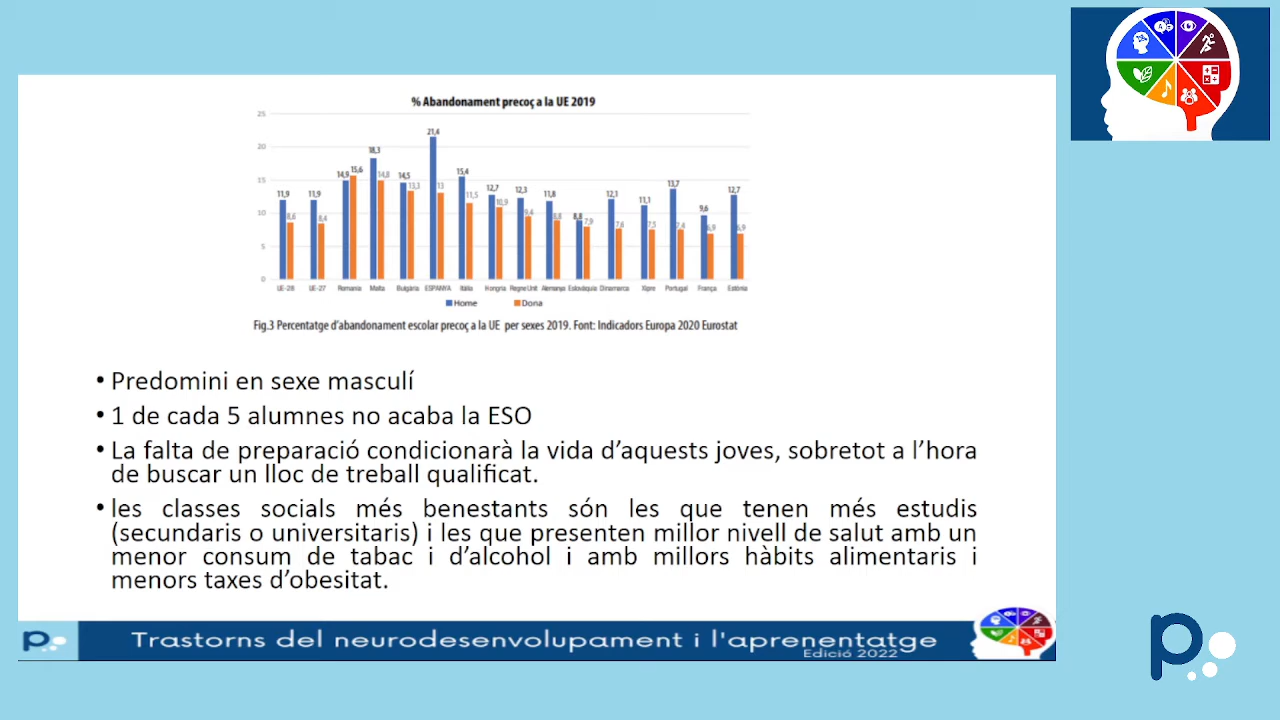 % Abandonament precoç a la UE 2019
25
20
15
10
5
0
11,9 8,6
11,9 8,4
14,9 15,6
18,3 14,8
14,5 13,3
21,4 13
15,4 11,5
12,7 10,9
12,3 9,4
11,8 8,8
8,8 7,9
12,1 7,6
11,1 7,5
13,7 7,4
9,6 6,9
12,7 6,9
UE-28 UE-27 Romania Malta Bulgària ESPANYA Itàlia Hongria Regne Unit Alemanya Eslovàquia Dinamarca Xipre Portugal França Estònia
Home Dona
Fig.3 Percentatge d'abandonament escolar precoç a la UE per sexes 2019. Font: Indicadors Europa 2020 Eurostat
• Predomini en sexe masculí
• 1 de cada 5 alumnes no acaba la ESO
• La falta de preparació condicionarà la vida d'aquests joves, sobretot a l'hora
de buscar un lloc de treball qualificat.
• les classes socials més benestants són les que tenen més estudis
(secundaris o universitaris) i les que presenten millor nivell de salut amb un
menor consum de tabac i d'alcohol i amb millors hàbits alimentaris i
menors taxes d'obesitat.
p
Trastorns del neurodesenvolupament i l'aprenentatge
Edició 2022
p